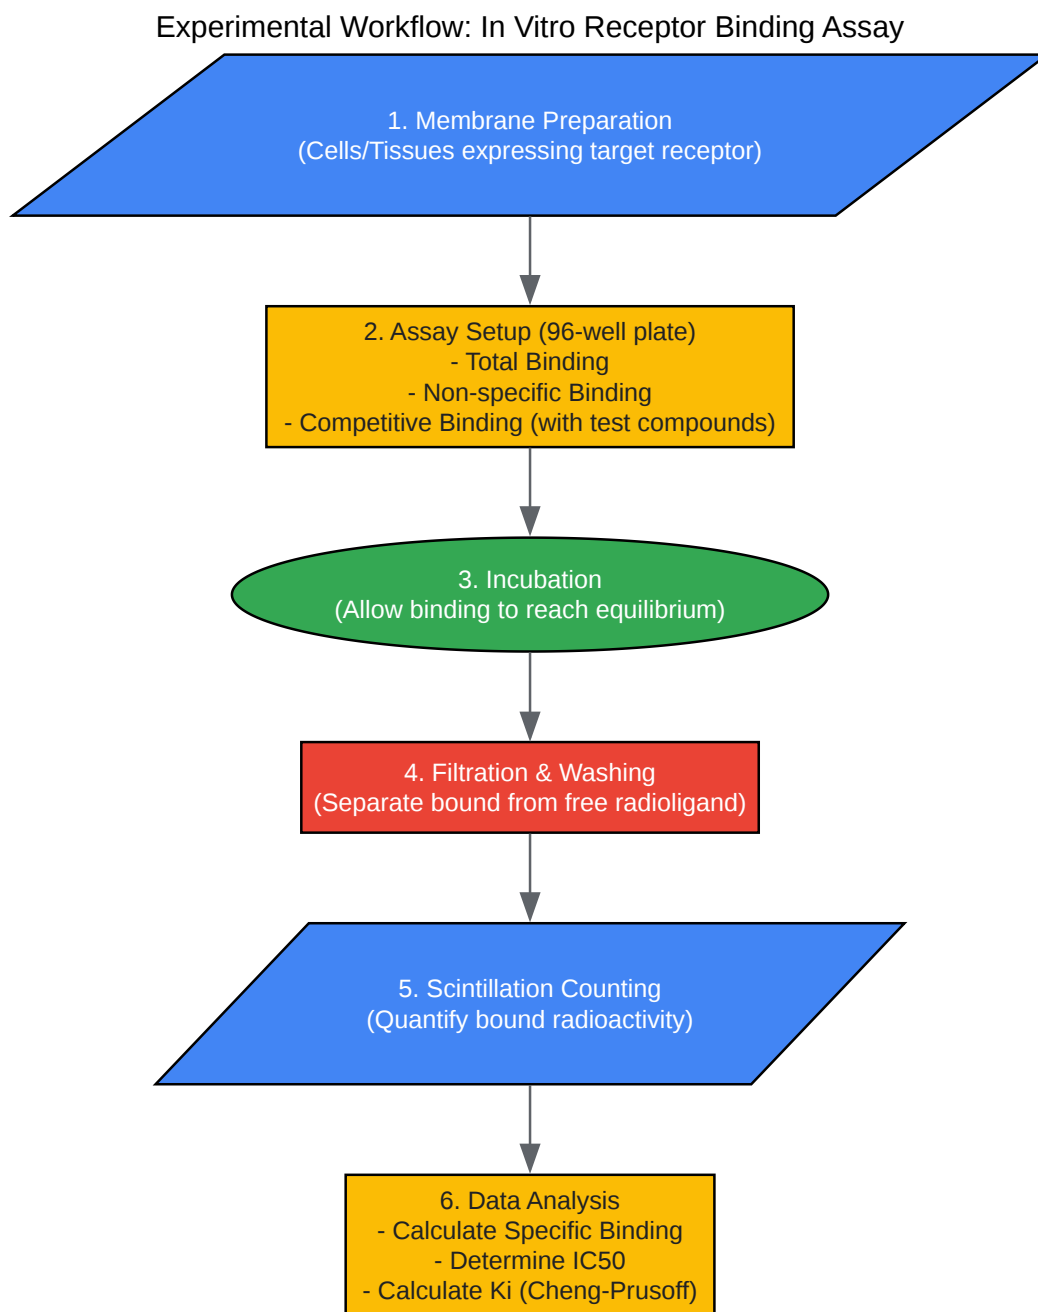 Experimental Workflow: In Vitro Receptor Binding Assay
1. Membrane Preparation
(Cells/Tissues expressing target receptor)
2. Assay Setup (96-well plate)
- Total Binding
- Non-specific Binding
- Competitive Binding (with test compounds)
3. Incubation
(Allow binding to reach equilibrium)
4. Filtration & Washing
(Separate bound from free radioligand)
5. Scintillation Counting
(Quantify bound radioactivity)
6. Data Analysis
- Calculate Specific Binding
- Determine IC50
- Calculate Ki (Cheng-Prusoff)